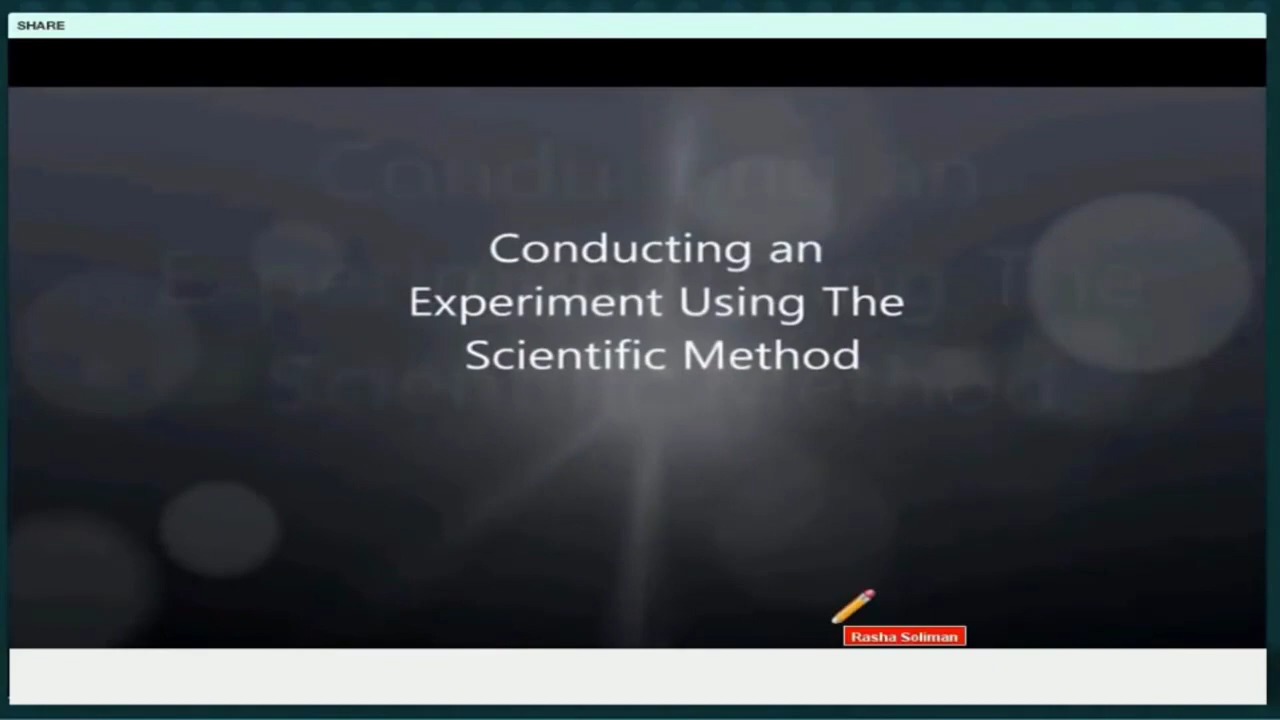 SHARE
Conducting an
Experiment Using The
Scientific Method
Rasha Soliman